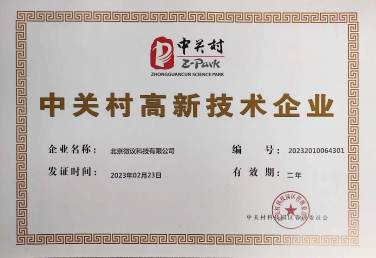 中关村
Z-Park
ZHONGGUANCUN SCIENCE PARK
中关村高新技术企业
企业名称： 北京微议科技有限公司 编 号： 20232010064301
发证时间： 2023年02月23日 有 效 期： 二年
中关村科技园区管理委员会